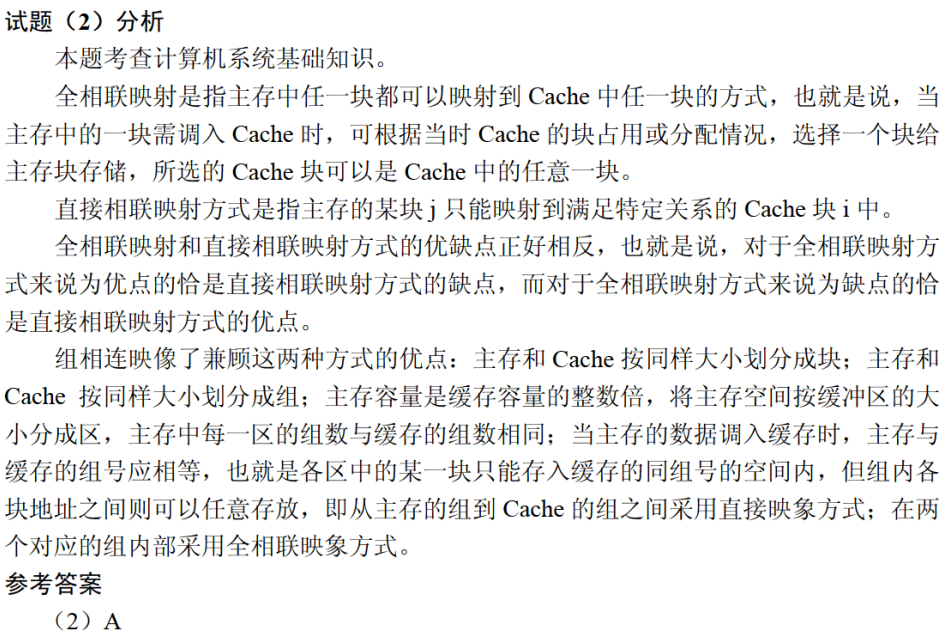 试题（2）分析
本题考查计算机系统基础知识。
全相联映射是指主存中任一块都可以映射到 Cache 中任一块的方式，也就是说，当
主存中的一块需调入 Cache 时，可根据当时 Cache 的块占用或分配情况，选择一个块给
主存块存储，所选的 Cache 块可以是 Cache 中的任意一块。
直接相联映射方式是指主存的某块 j 只能映射到满足特定关系的 Cache 块 i 中。
全相联映射和直接相联映射方式的优缺点正好相反，也就是说，对于全相联映射方
式来说为优点的恰是直接相联映射方式的缺点，而对于全相联映射方式来说为缺点的恰
是直接相联映射方式的优点。
组相连映像了兼顾这两种方式的优点：主存和 Cache 按同样大小划分成块；主存和
Cache 按同样大小划分成组；主存容量是缓存容量的整数倍，将主存空间按缓冲区的大
小分成区，主存中每一区的组数与缓存的组数相同；当主存的数据调入缓存时，主存与
缓存的组号应相等，也就是各区中的某一块只能存入缓存的同组号的空间内，但组内各
块地址之间则可以任意存放，即从主存的组到 Cache 的组之间采用直接映象方式；在两
个对应的组内部采用全相联映象方式。
参考答案
（2）A